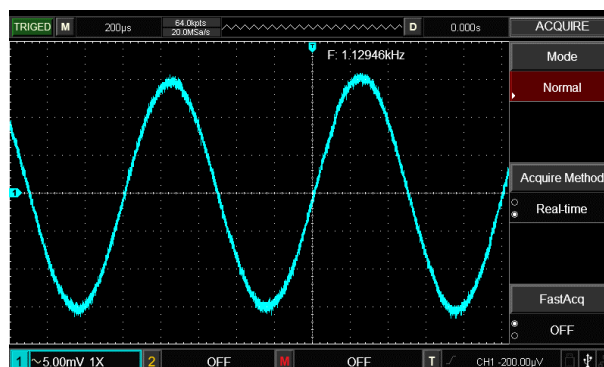 TRIGED M 200µs 64.0kpts 20.0MSa/s D 0.000s ACQUIRE
T
F: 1.12946kHz
Mode
Normal
1
Acquire Method
Real-time
FastAcq
OFF
1 ~5.00mV 1X 2 OFF M OFF T CH1 -200.00µV